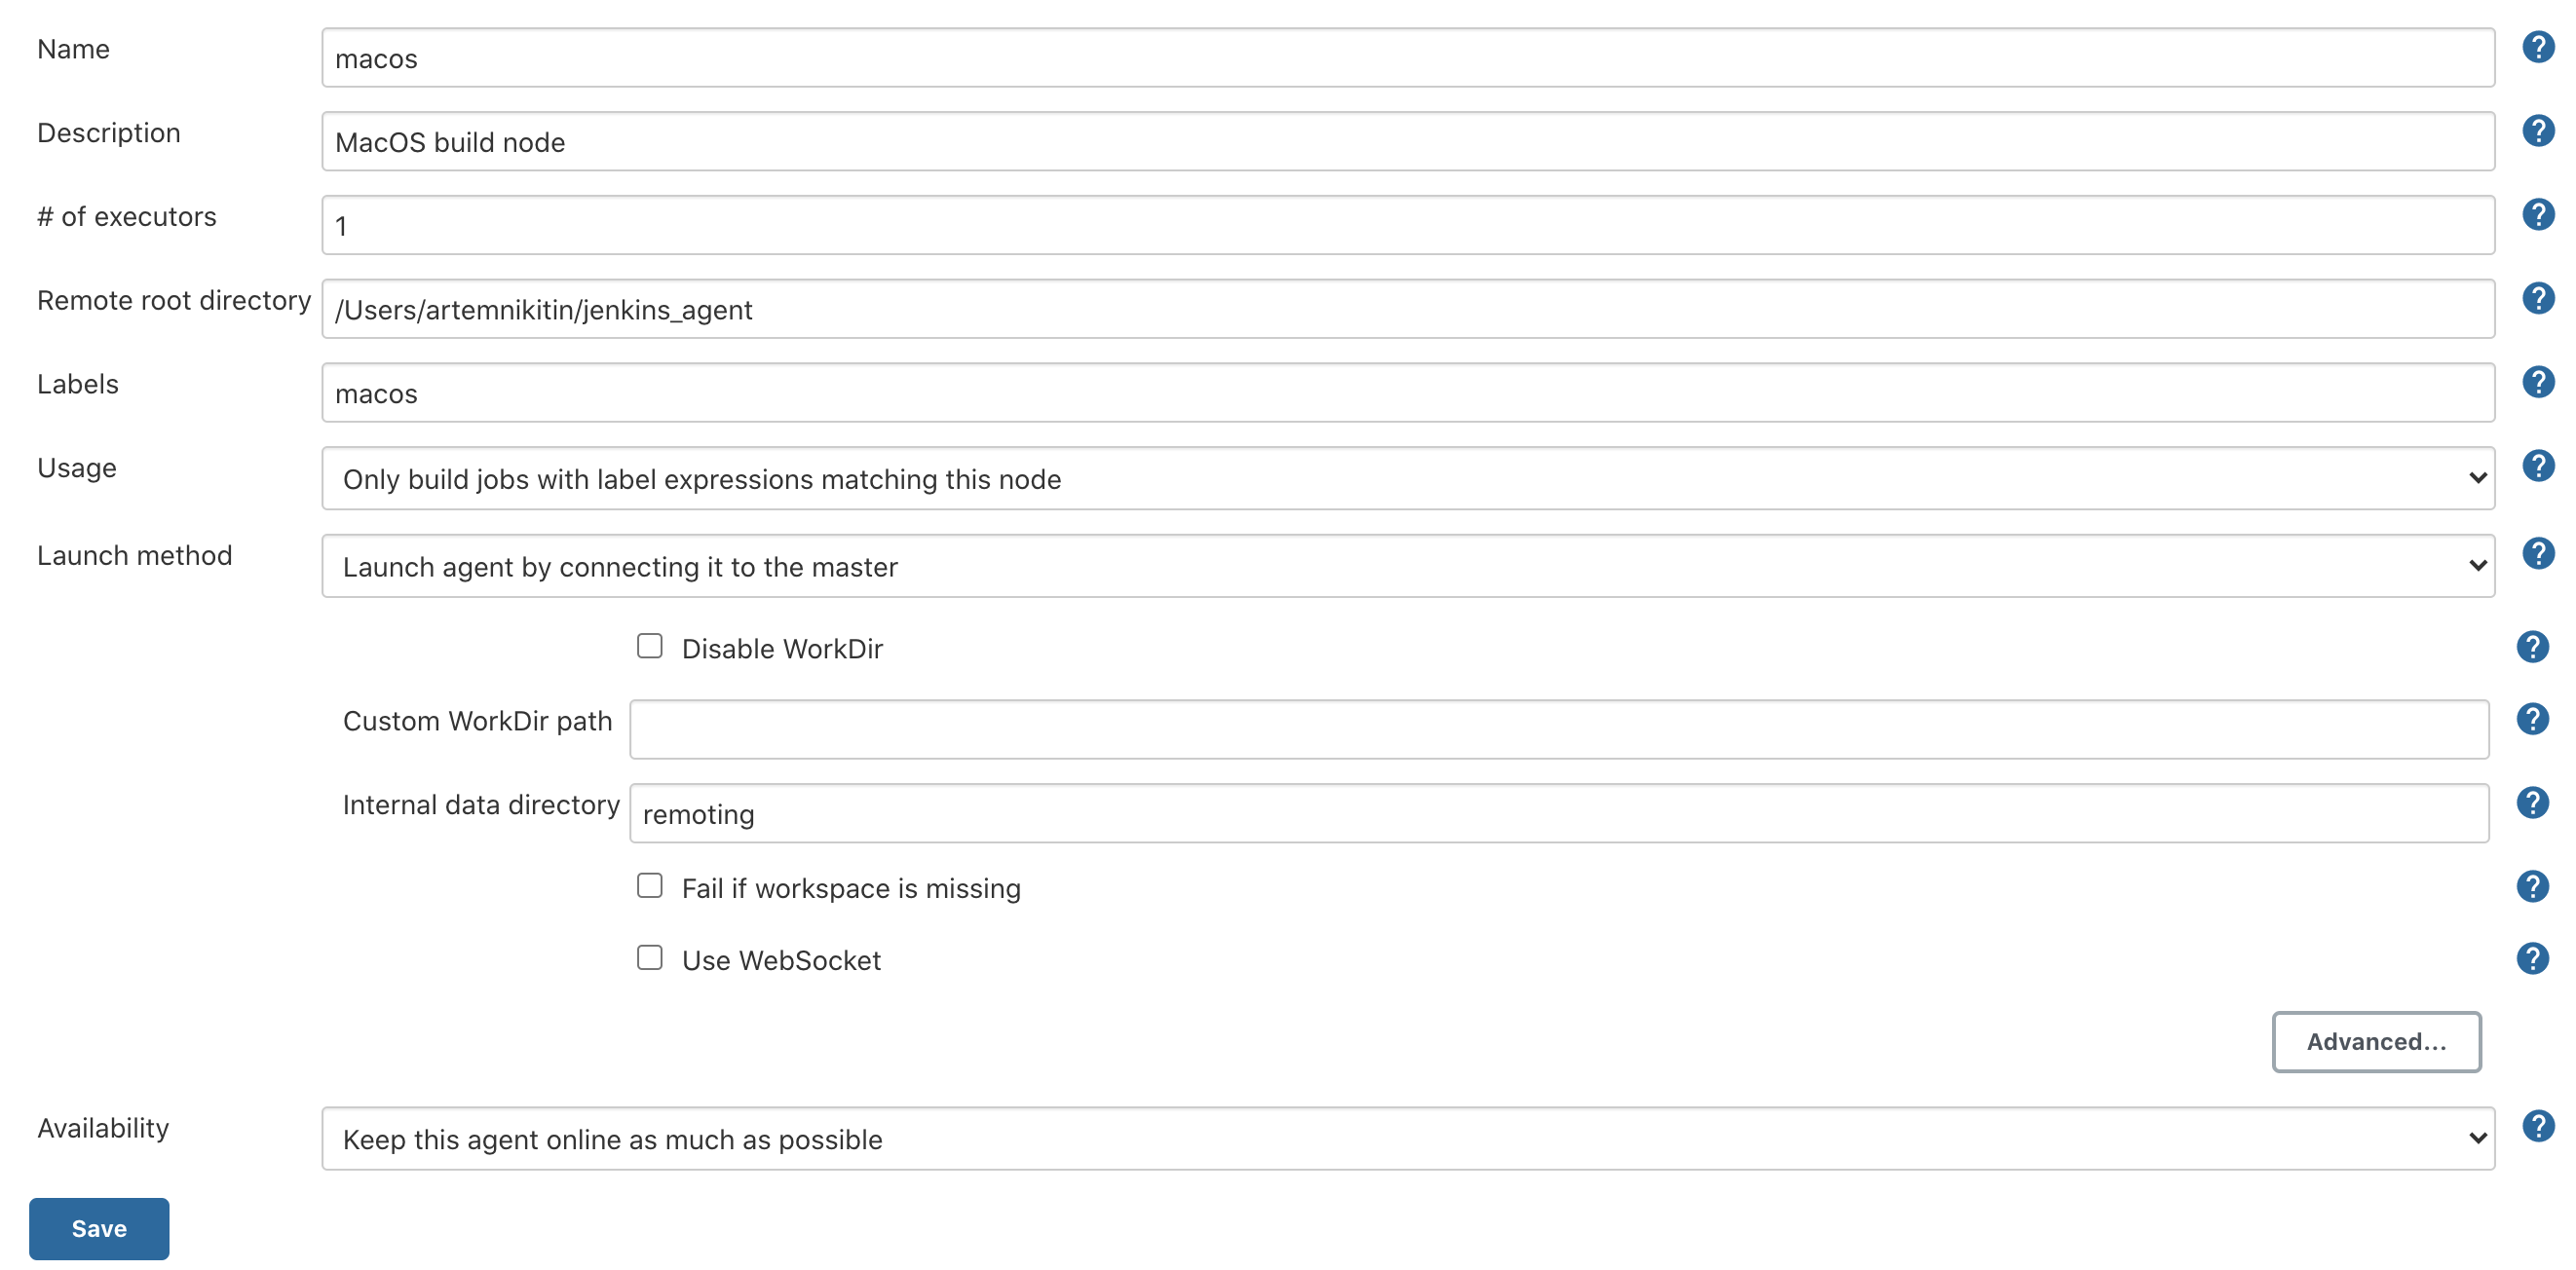 Name
macos
Description
MacOS build node
# of executors
1
Remote root directory
/Users/artemnikitin/jenkins_agent
Labels
macos
Usage
Only build jobs with label expressions matching this node
Launch method
Launch agent by connecting it to the master
Disable WorkDir
Custom WorkDir path
Internal data directory
remoting
Fail if workspace is missing
Use WebSocket
Advanced...
Availability
Keep this agent online as much as possible
Save